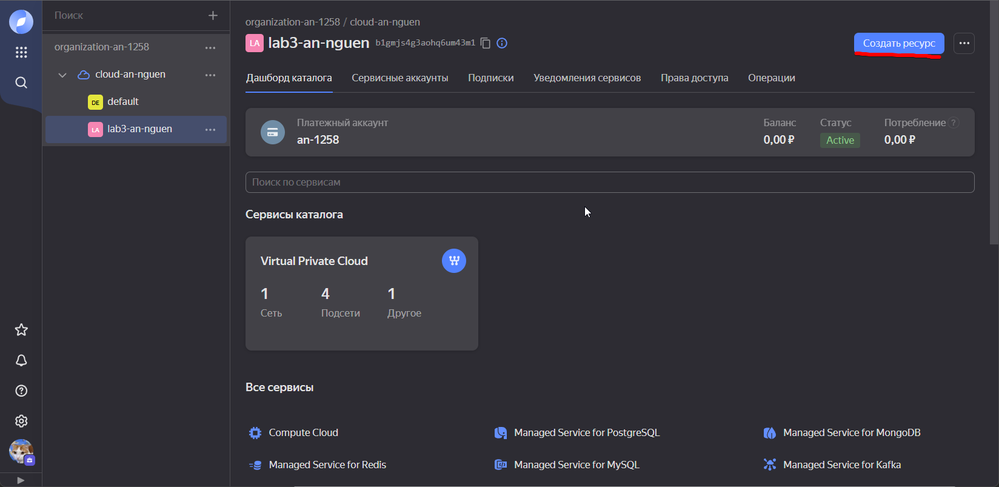 Поиск
organization-an-1258
cloud-an-nguen
DE default
LA lab3-an-nguen
organization-an-1258 / cloud-an-nguen
LA lab3-an-nguen b1gmjs4g3aohq6um43m1
Создать ресурс
Дашборд каталога Сервисные аккаунты Подписки Уведомления сервисов Права доступа Операции
Платежный аккаунт Баланс Статус Потребление ?
an-1258 0,00 ₽ Active 0,00 ₽
Поиск по сервисам
Сервисы каталога
Virtual Private Cloud
1 4 1
Сеть Подсети Другое
Все сервисы
Compute Cloud Managed Service for PostgreSQL Managed Service for MongoDB
Managed Service for Redis Managed Service for MySQL Managed Service for Kafka